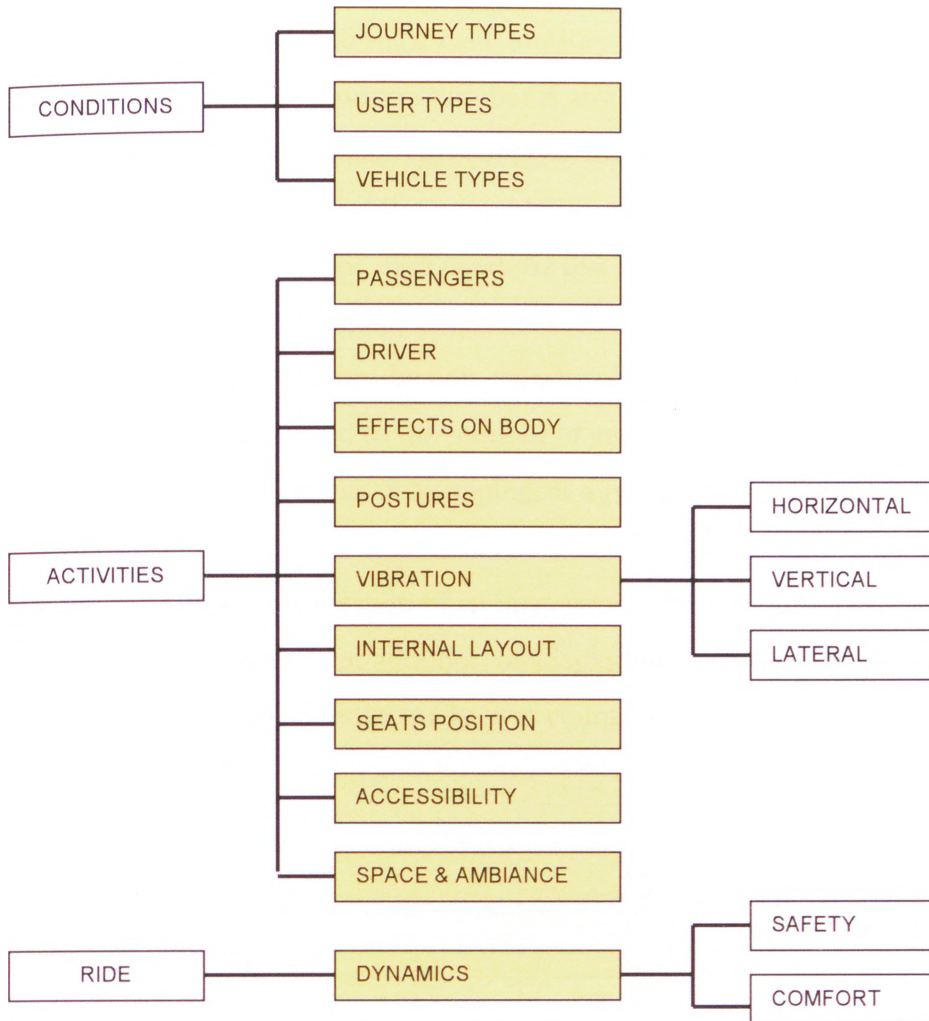 JOURNEY TYPES
CONDITIONS
USER TYPES
VEHICLE TYPES
PASSENGERS
DRIVER
EFFECTS ON BODY
POSTURES
HORIZONTAL
ACTIVITIES
VIBRATION
VERTICAL
INTERNAL LAYOUT
LATERAL
SEATS POSITION
ACCESSIBILITY
SPACE & AMBIANCE
SAFETY
RIDE
DYNAMICS
COMFORT